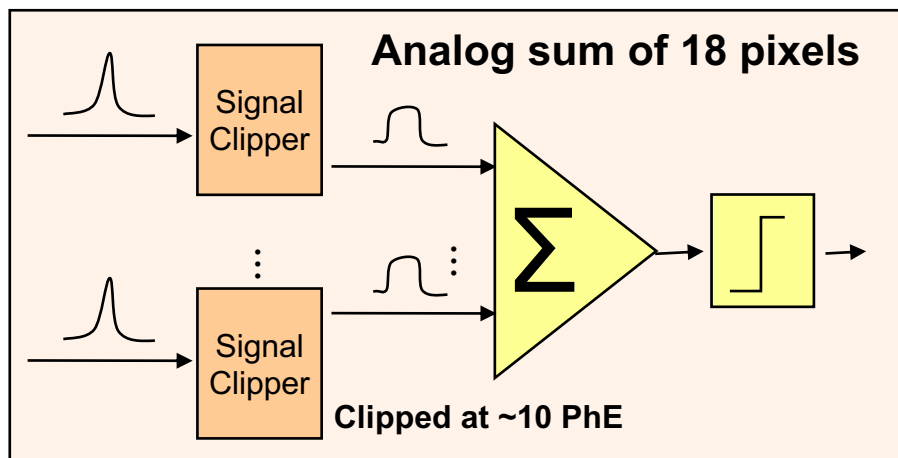 Analog sum of 18 pixels
Signal
Clipper
Σ
Signal
Clipper
Clipped at ~10 PhE